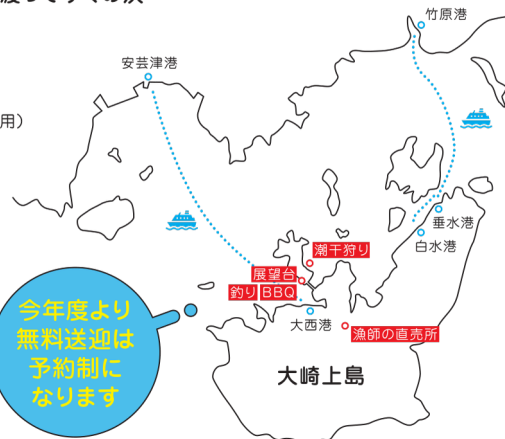 竹原港
安芸津港
用)
垂水港
白水港
潮干狩り
展望台
釣り BBQ
大西港
漁師の直売所
大崎上島
今年度より
無料送迎は
予約制に
なります